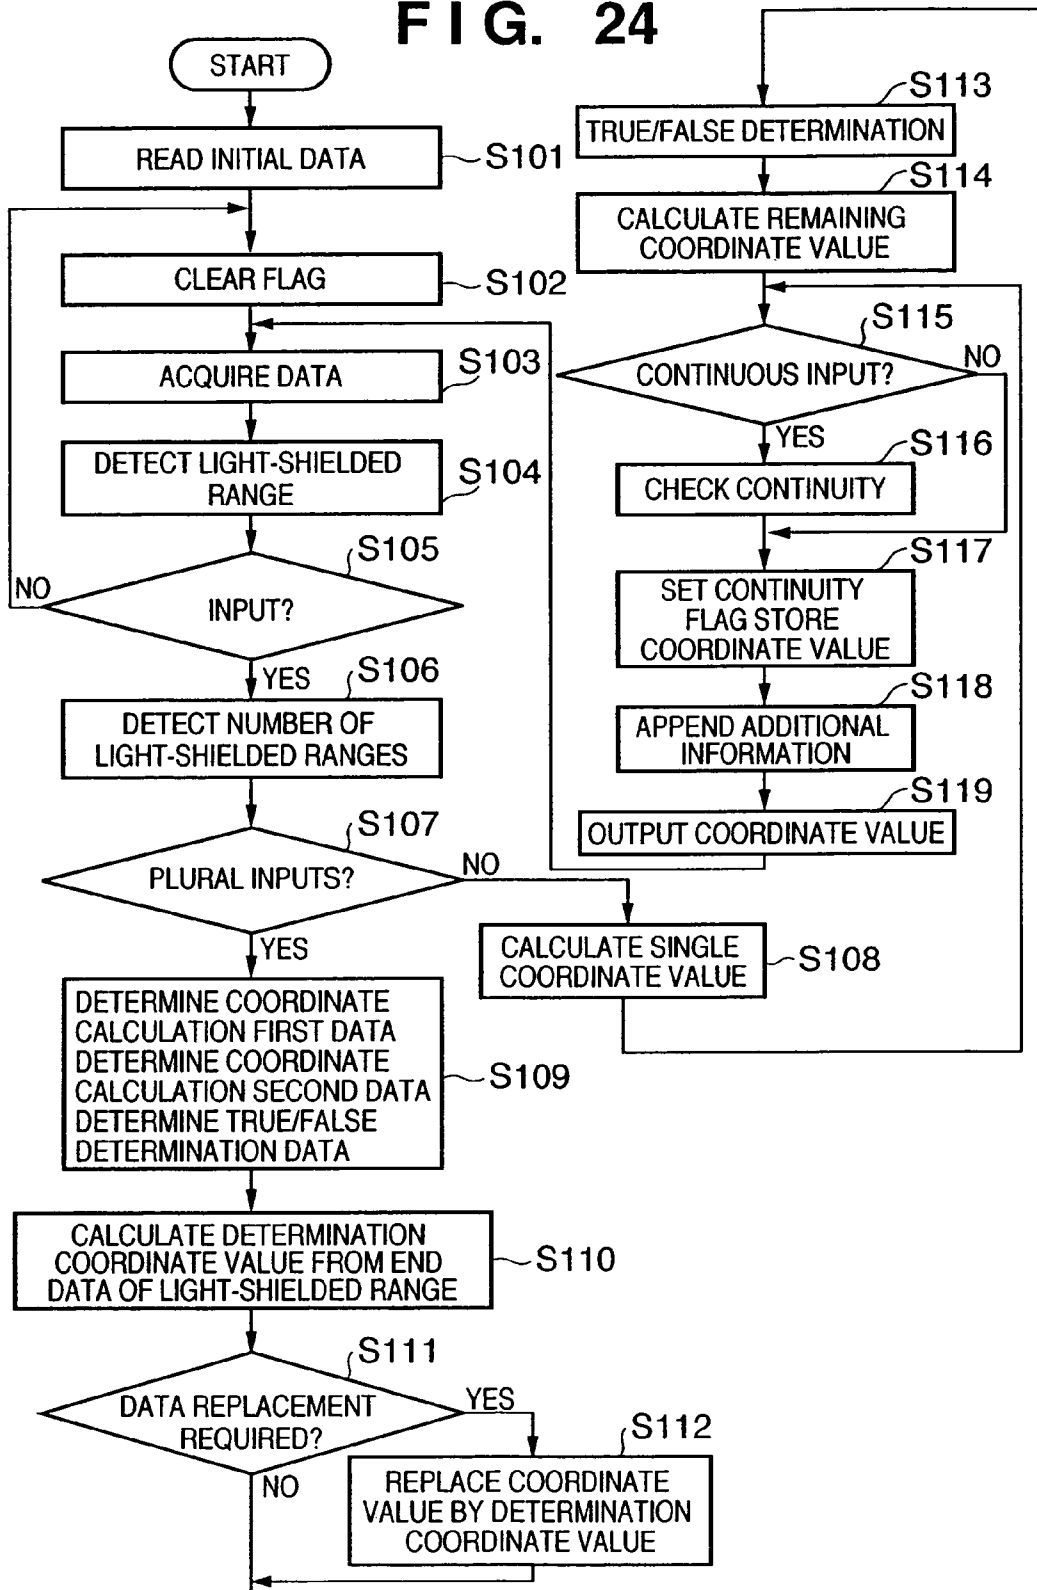 FIG. 24
START
READ INITIAL DATA
S101
CLEAR FLAG
S102
ACQUIRE DATA
S103
DETECT LIGHT-SHIELDED
RANGE
S104
S105
NO
INPUT?
YES
S106
DETECT NUMBER OF
LIGHT-SHIELDED RANGES
S107
PLURAL INPUTS?
NO
YES
CALCULATE SINGLE
COORDINATE VALUE
S108
DETERMINE COORDINATE
CALCULATION FIRST DATA
DETERMINE COORDINATE
CALCULATION SECOND DATA
DETERMINE TRUE/FALSE
DETERMINATION DATA
S109
CALCULATE DETERMINATION
COORDINATE VALUE FROM END
DATA OF LIGHT-SHIELDED RANGE
S110
S111
DATA REPLACEMENT
REQUIRED?
YES
NO
S112
REPLACE COORDINATE
VALUE BY DETERMINATION
COORDINATE VALUE
S113
TRUE/FALSE DETERMINATION
S114
CALCULATE REMAINING
COORDINATE VALUE
S115
CONTINUOUS INPUT?
NO
YES
S116
CHECK CONTINUITY
S117
SET CONTINUITY
FLAG STORE
COORDINATE VALUE
S118
APPEND ADDITIONAL
INFORMATION
S119
OUTPUT COORDINATE VALUE